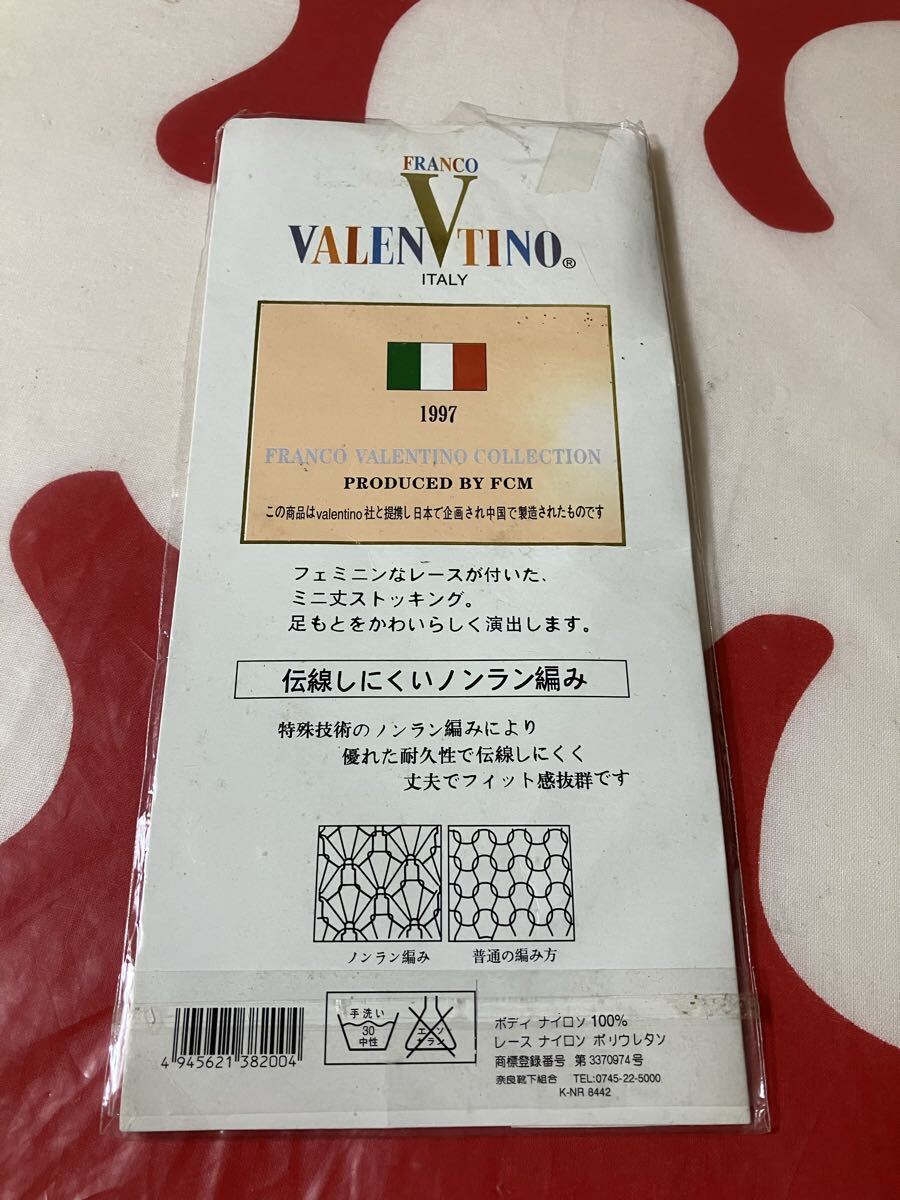 FRANCO
VALENVTINO®
ITALY
1997
FRANCO VALENTINO COLLECTION
PRODUCED BY FCM
この商品はvalentino社と提携し日本で企画され中国で製造されたものです
フェミニンなレースが付いた、
ミニ丈ストッキング。
足もとをかわいらしく演出します。
伝線しにくいノンラン編み
特殊技術のノンラン編みにより
優れた耐久性で伝線しにくく
丈夫でフィット感抜群です
ノンラン編み 普通の編み方
手洗い
30
中性
エンソ
サラシ
4 945621 382004
ボディ ナイロン 100%
レース ナイロン ポリウレタン
商標登録番号 第3370974号
奈良靴下組合 TEL:0745-22-5000
K-NR 8442